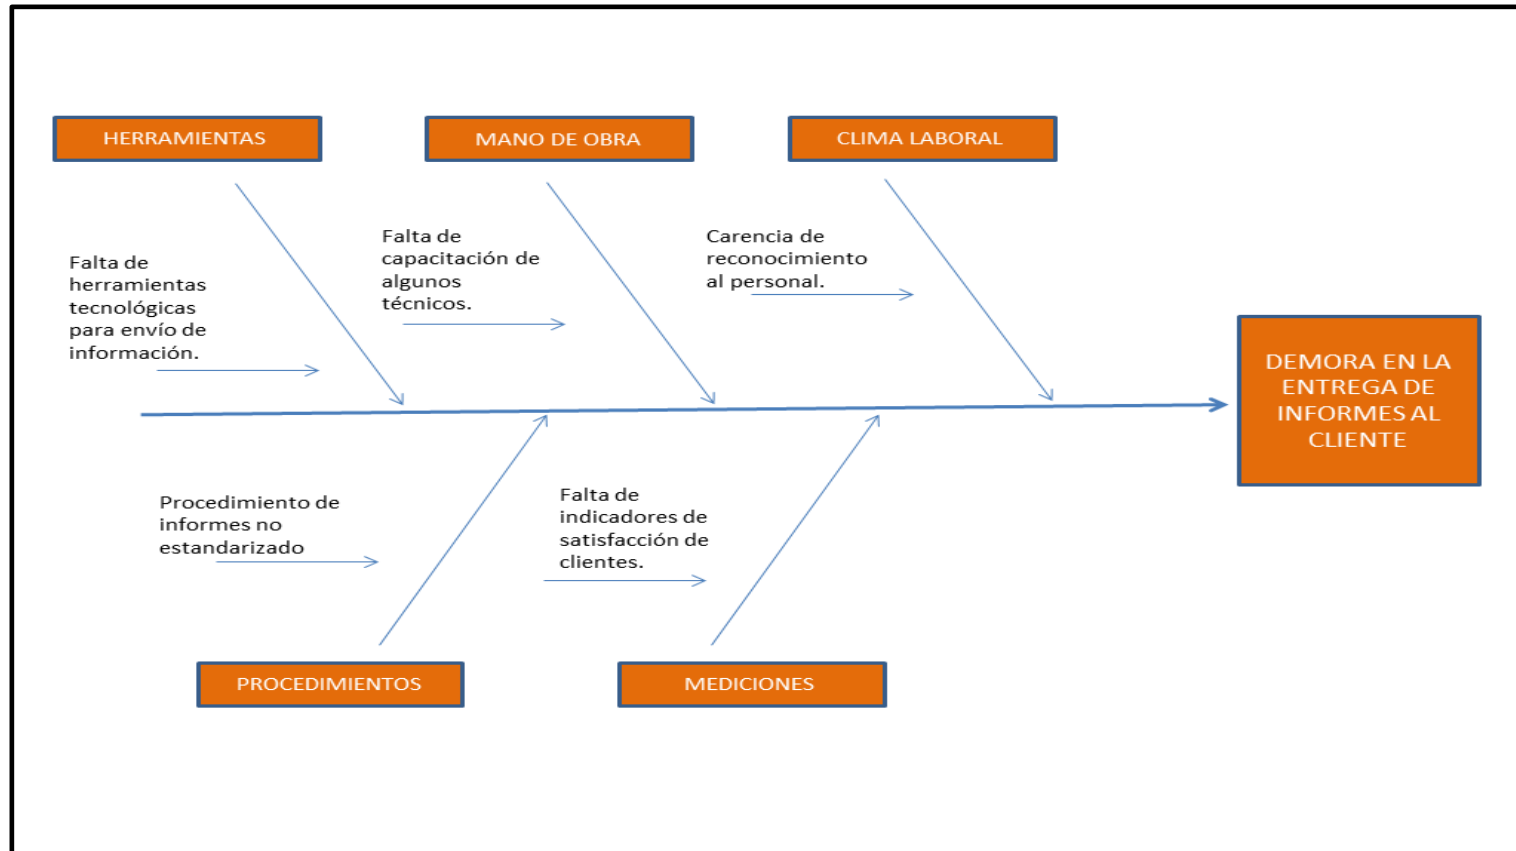 HERRAMIENTAS
MANO DE OBRA
CLIMA LABORAL
Falta de
herramientas
tecnológicas
para envío de
información.
Falta de
capacitación de
algunos
técnicos.
Carencia de
reconocimiento
al personal.
DEMORA EN LA
ENTREGA DE
INFORMES AL
CLIENTE
Procedimiento de
informes no
estandarizado
Falta de
indicadores de
satisfacción de
clientes.
PROCEDIMIENTOS
MEDICIONES